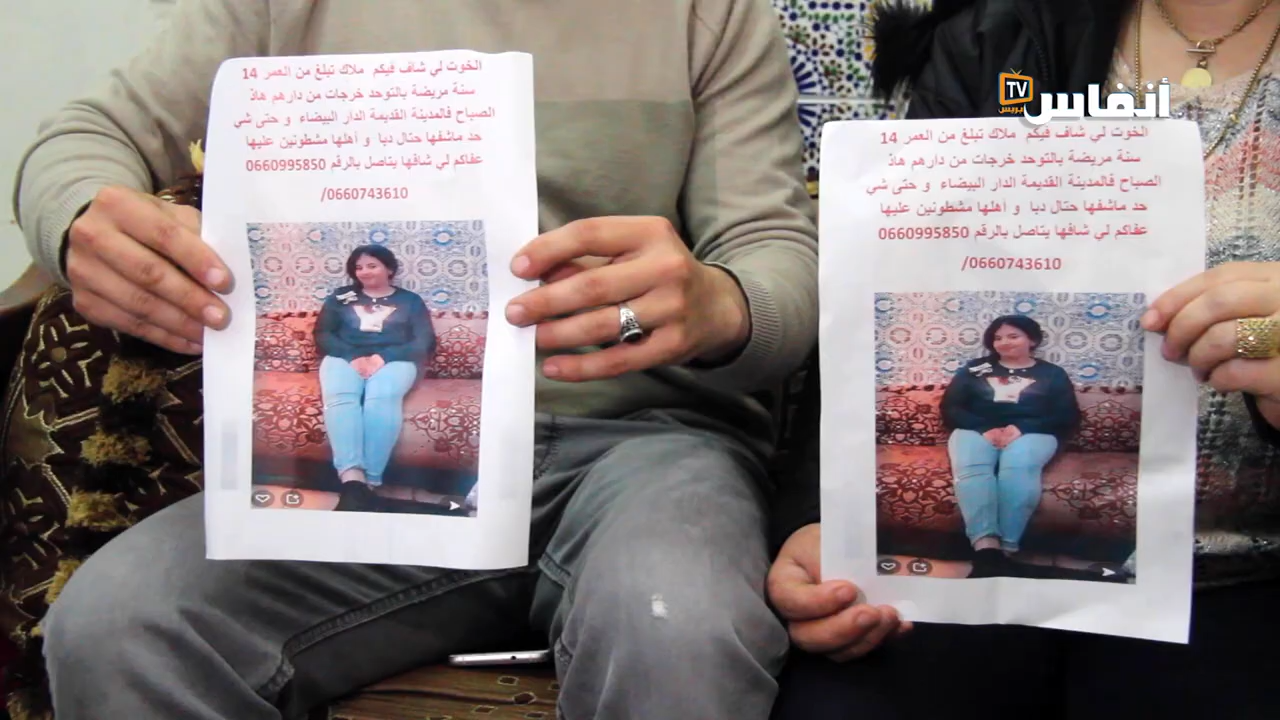 الخوت لي شاف فيكم ملاك تبلغ من العمر 14
سنة مريضة بالتوحد خرجات من دارهم هاذ
الصباح فالمدينة القديمة الدار البيضاء و حتى شي
حد ماشفها حتال دبا و أهلها مشطونين عليها
عفاكم لي شافها يتاصل بالرقم 0660995850
/0660743610
أنفاس
بريس
TV
الخوت لي شاف فيكم ملاك تبلغ من العمر 14
سنة مريضة بالتوحد خرجات من دارهم هاذ
الصباح فالمدينة القديمة الدار البيضاء و حتى شي
حد ماشفها حتال دبا و أهلها مشطونين عليها
عفاكم لي شافها يتاصل بالرقم 0660995850
/0660743610